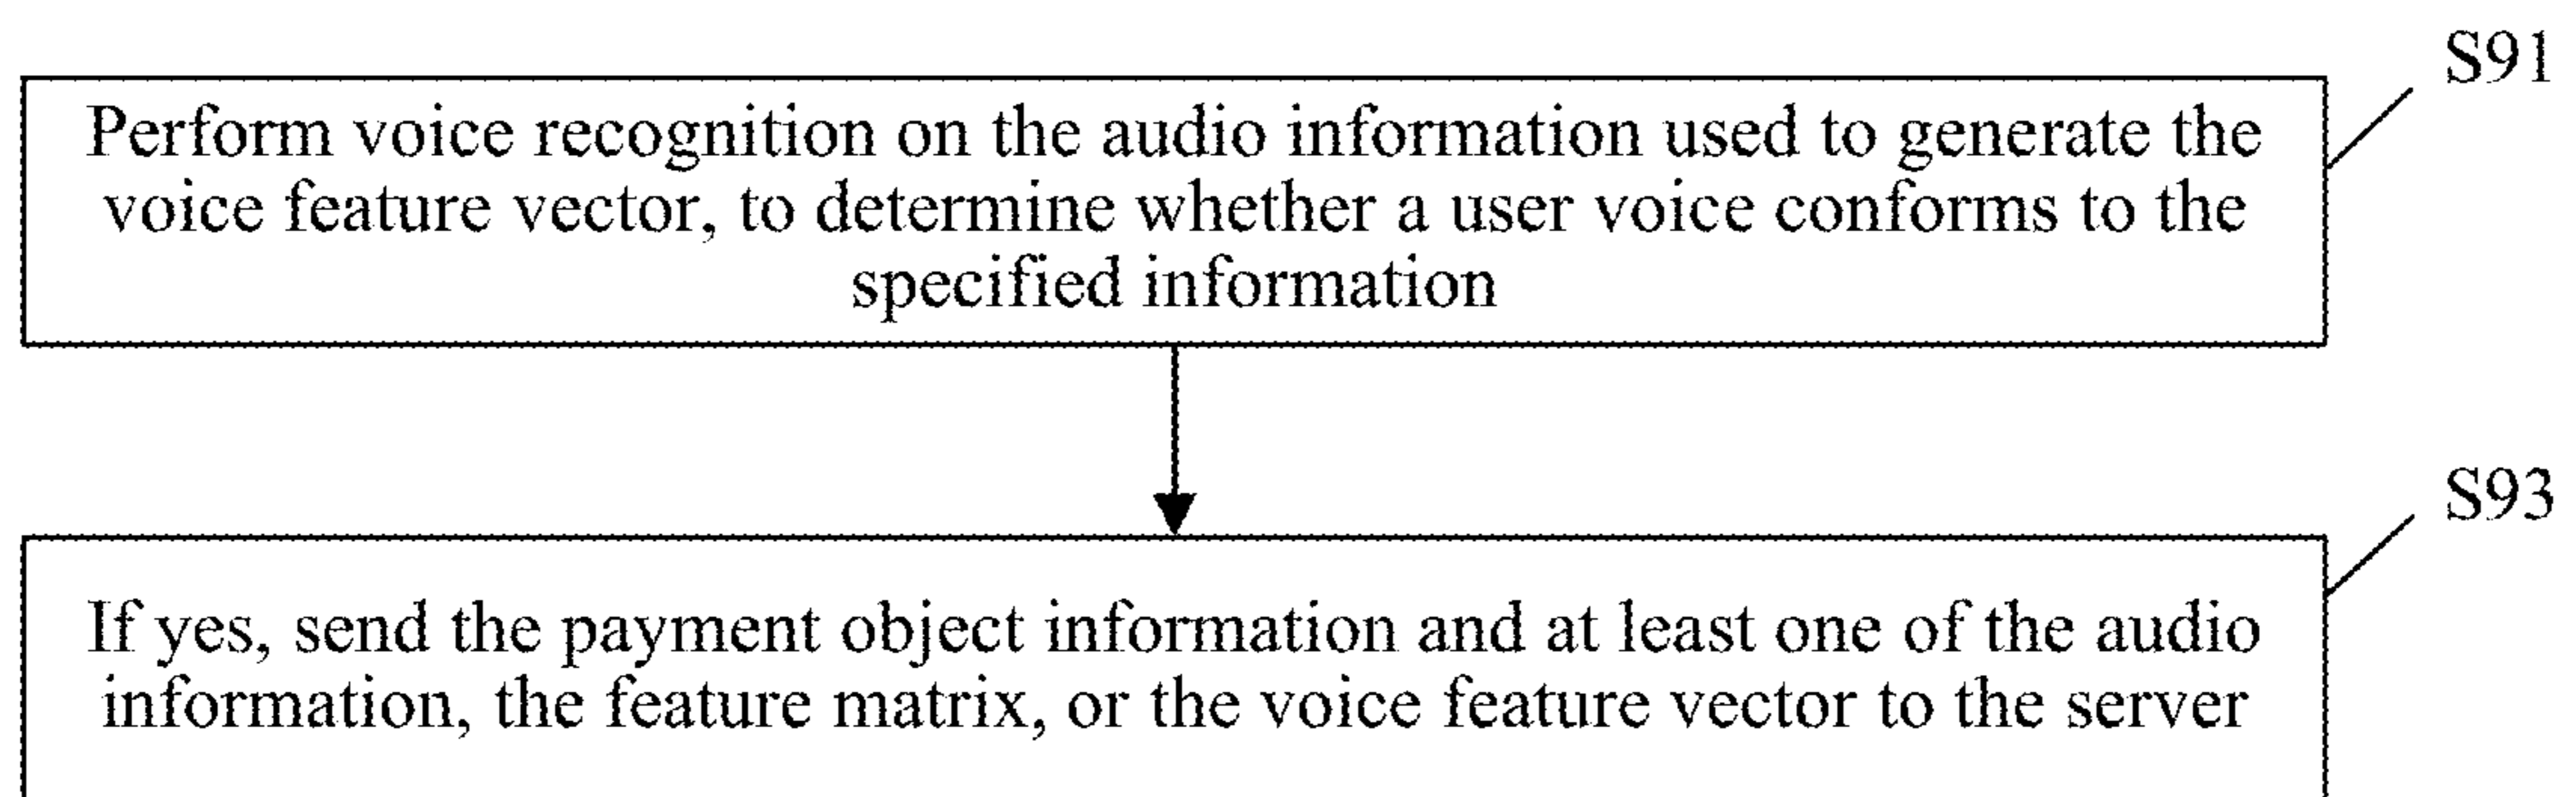 S91
Perform voice recognition on the audio information used to generate the
voice feature vector, to determine whether a user voice conforms to the
specified information
S93
If yes, send the payment object information and at least one of the audio
information, the feature matrix, or the voice feature vector to the server